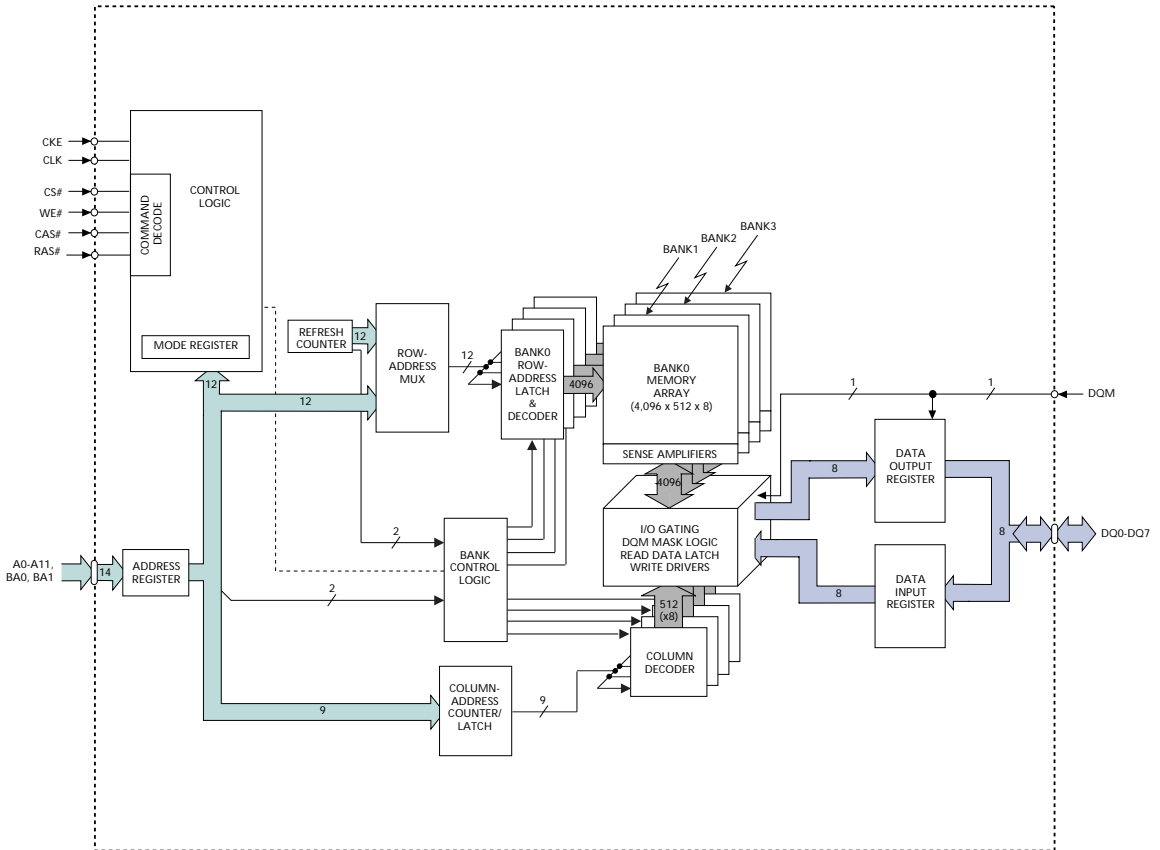 CKE
CLK
CS#
WE#
CAS#
RAS#
COMMAND
DECODE
CONTROL
LOGIC
MODE REGISTER
12
BANK1
BANK2
BANK3
REFRESH
COUNTER
12
12
ROW-
ADDRESS
MUX
12
BANK0
ROW-
ADDRESS
LATCH
&
DECODER
4096
BANK0
MEMORY
ARRAY
(4,096 x 512 x 8)
SENSE AMPLIFIERS
4096
I/O GATING
DQM MASK LOGIC
READ DATA LATCH
WRITE DRIVERS
1
1
DQM
8
DATA
OUTPUT
REGISTER
8
DQ0-DQ7
8
DATA
INPUT
REGISTER
A0-A11,
BA0, BA1
14
ADDRESS
REGISTER
2
2
BANK
CONTROL
LOGIC
512
(x8)
COLUMN
DECODER
9
COLUMN-
ADDRESS
COUNTER/
LATCH
9